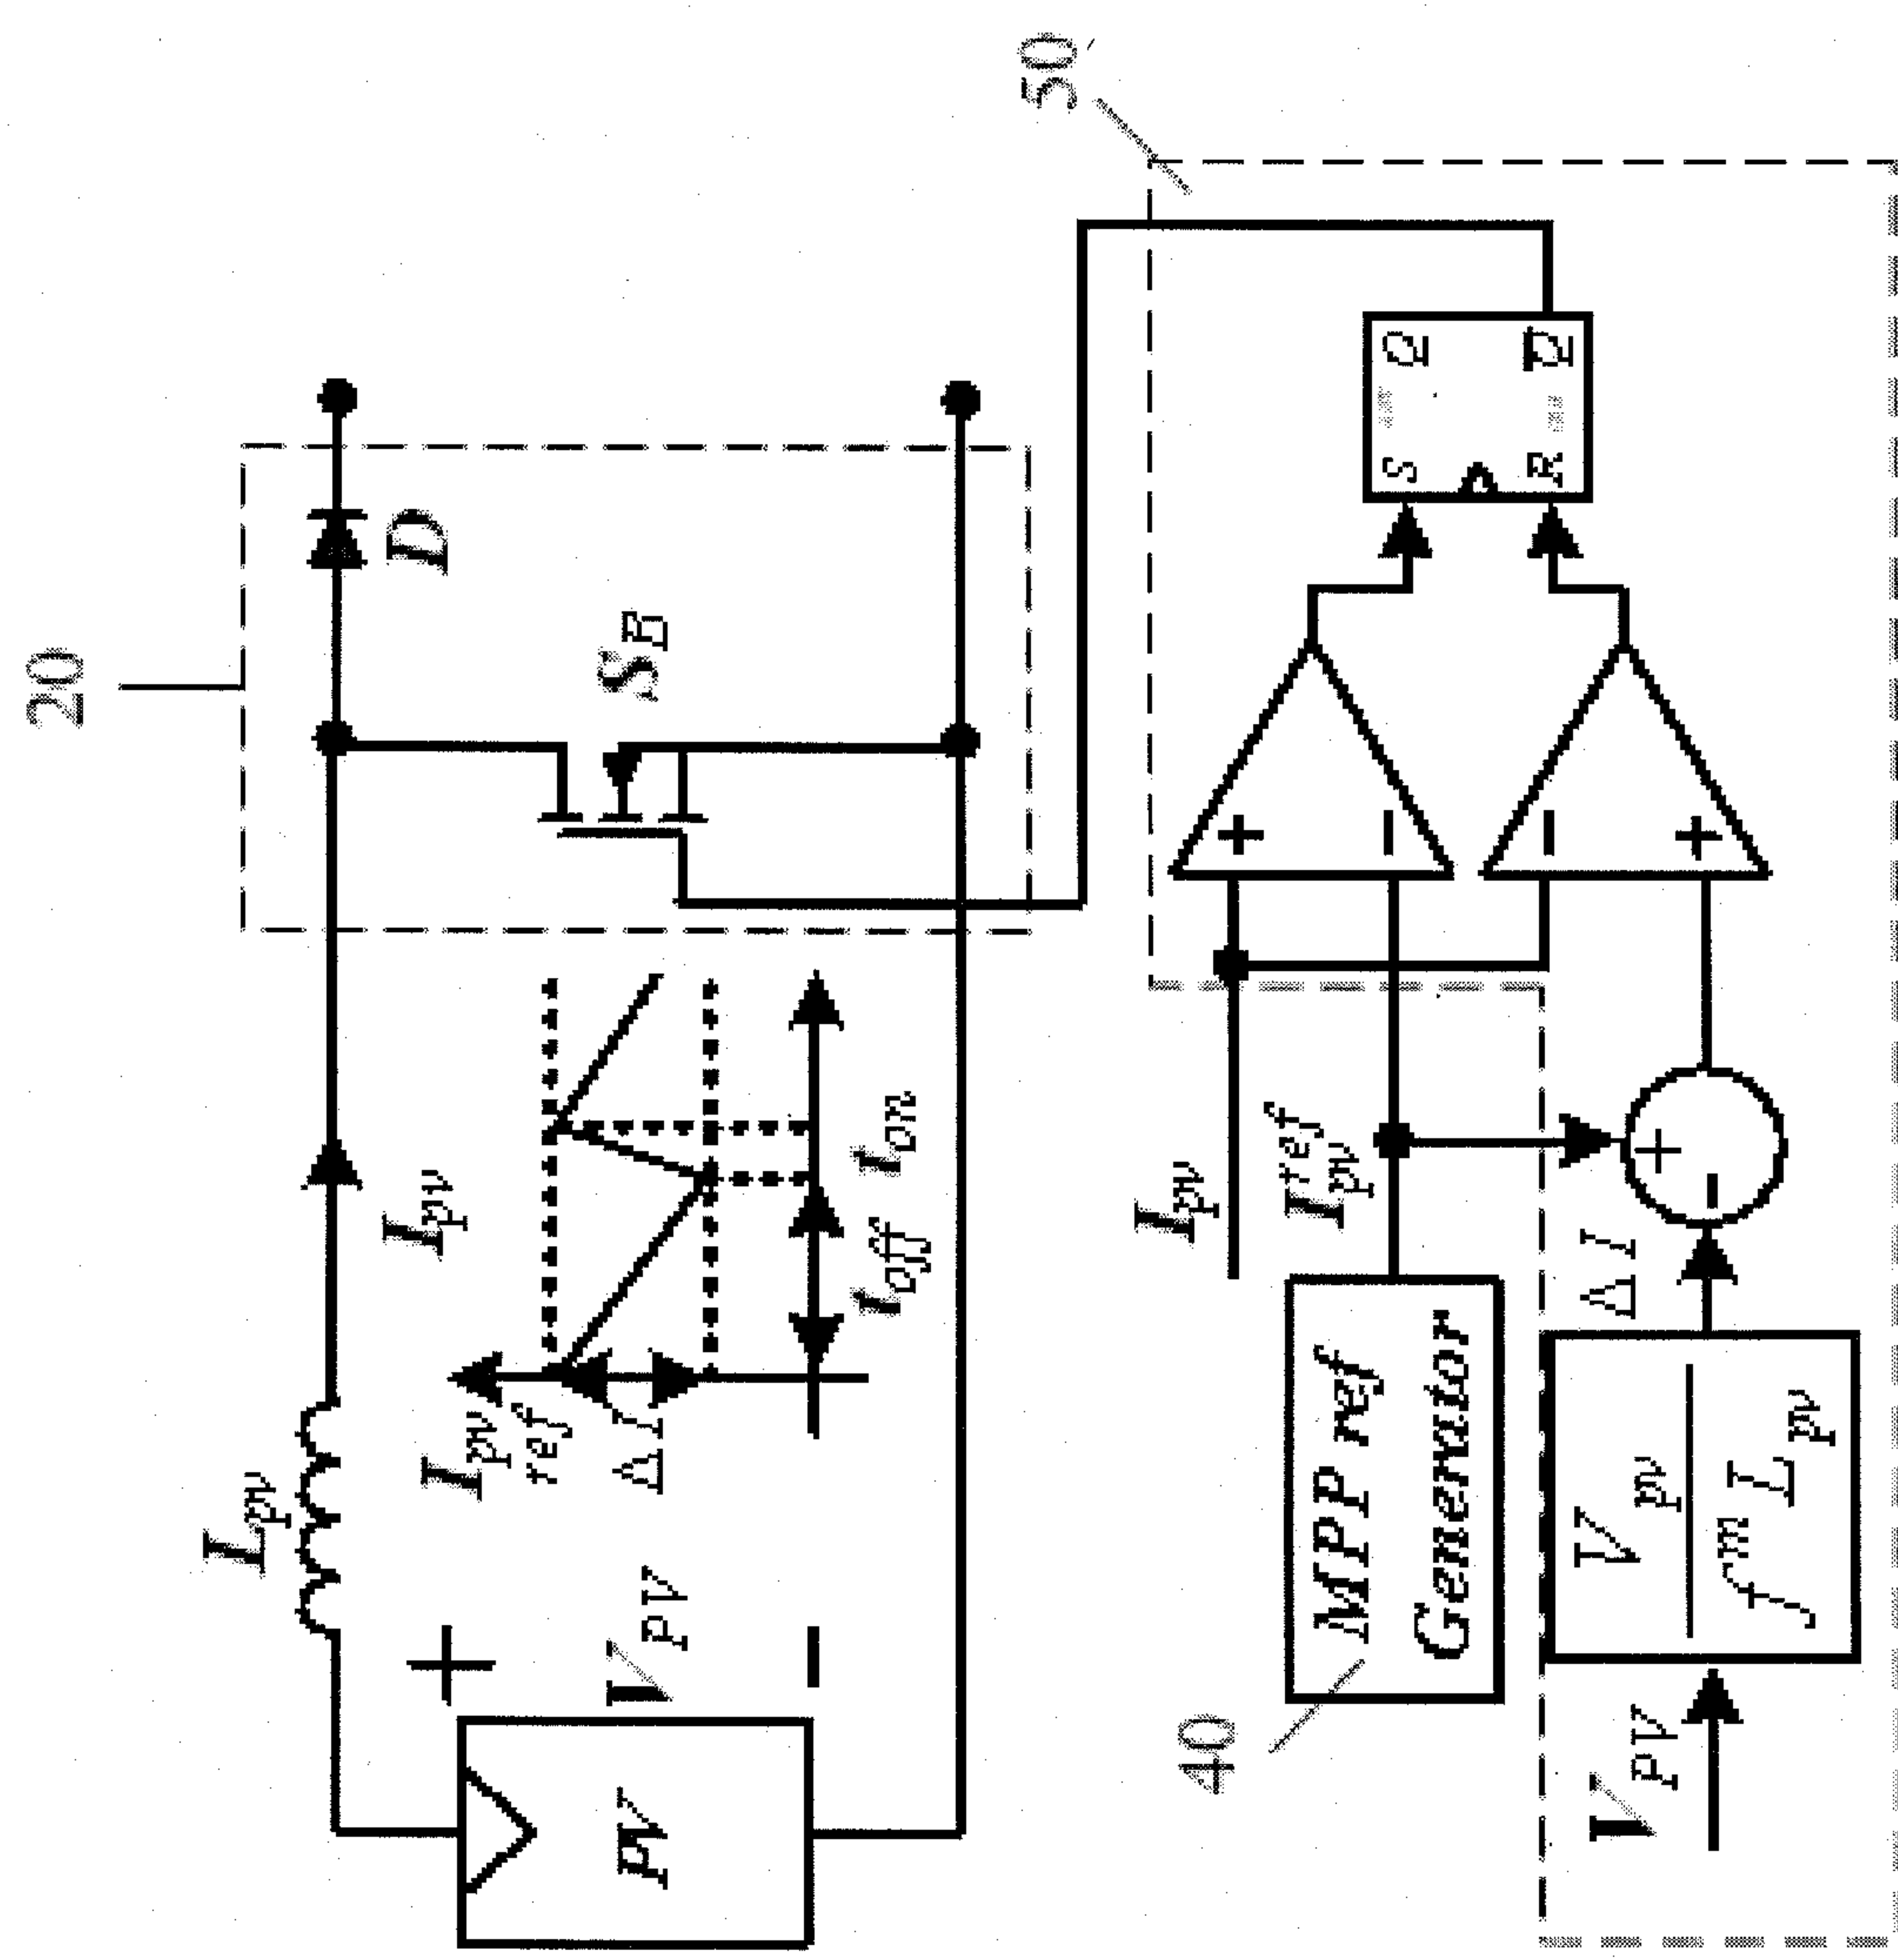 20
L_pv
I_pv
D
S_B
PV
+
V_PV
−
I_pv ref
ΔI
t_off
t_on
50
I_pv
I_pv^ref
40
MPP ref
Generator
V_PV
V_pv
f^m L_pv
ΔI
+
−
+
−
−
+
S Q
R Q̅